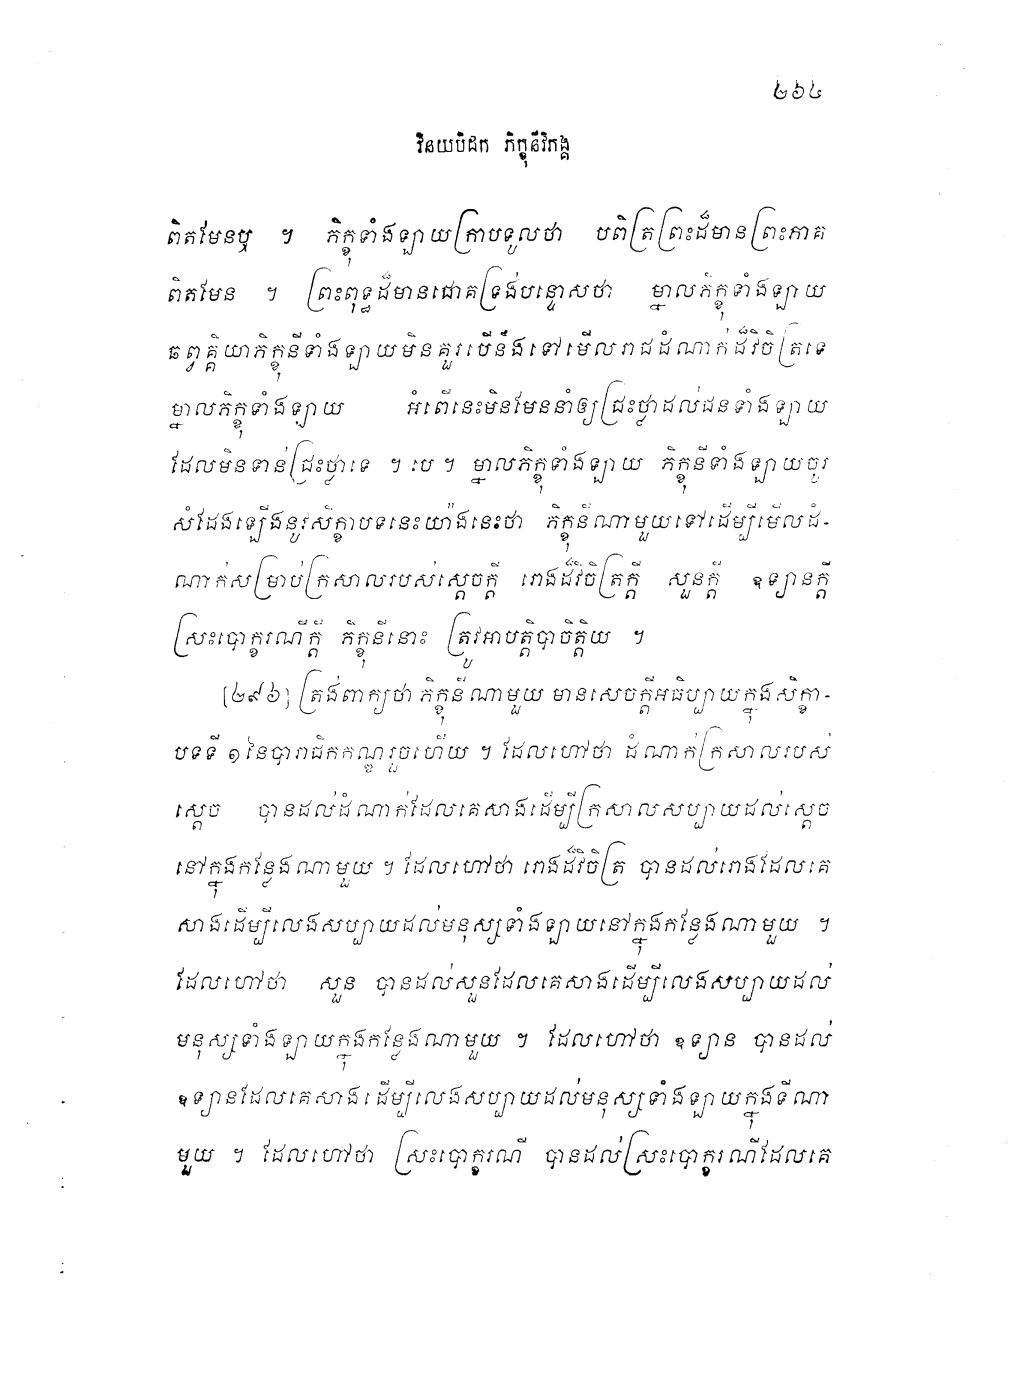 ២៦៤
វិនយបិដក ភិក្ខុនីវិភង្គ
ពិតមែនឬ ។ ភិក្ខុទាំងឡាយក្រាបទូលថា បពិត្រព្រះដ៏មានព្រះភាគ
ពិតមែន ។ ព្រះពុទ្ធដ៏មានជោគទ្រង់បន្ទោសថា ម្នាលភិក្ខុទាំងឡាយ
ឆព្វគ្គិយាភិក្ខុនីទាំងឡាយមិនគួរបើនឹងទៅមើលរាជដំណាក់ដ៏វិចិត្រទេ
ម្នាលភិក្ខុទាំងឡាយ អំពើនេះមិនមែននាំឲ្យជ្រះថ្លាដល់ជនទាំងឡាយ
ដែលមិនទាន់ជ្រះថ្លាទេ ។ បេ ។ ម្នាលភិក្ខុទាំងឡាយ ភិក្ខុនីទាំងឡាយចូរ
សំដែងឡើងនូវសិក្ខាបទនេះយ៉ាងនេះថា ភិក្ខុនីណាមួយទៅដើម្បីមើលដំ-
ណាក់សម្រាប់ក្រសាលរបស់ស្តេចក្តី រោងដ៏វិចិត្រក្តី សួនក្តី ឧទ្យានក្តី
ស្រះបោក្ខរណីក្តី ភិក្ខុនីនោះ ត្រូវអាបត្តិបាចិត្តិយ ។
[២៩៦] ត្រង់ពាក្យថា ភិក្ខុនីណាមួយ មានសេចក្តីអធិប្បាយក្នុងសិក្ខា-
បទទី ១ នៃបារាជិកកណ្ឌរួចហើយ ។ ដែលហៅថា ដំណាក់ក្រសាលរបស់
ស្តេច បានដល់ដំណាក់ដែលគេសាងដើម្បីក្រសាលសប្បាយដល់ស្តេច
នៅក្នុងកន្លែងណាមួយ ។ ដែលហៅថា រោងដ៏វិចិត្រ បានដល់រោងដែលគេ
សាងដើម្បីលេងសប្បាយដល់មនុស្សទាំងឡាយនៅក្នុងកន្លែងណាមួយ ។
ដែលហៅថា សួន បានដល់សួនដែលគេសាងដើម្បីលេងសប្បាយដល់
មនុស្សទាំងឡាយក្នុងកន្លែងណាមួយ ។ ដែលហៅថា ឧទ្យាន បានដល់
ឧទ្យានដែលគេសាងដើម្បីលេងសប្បាយដល់មនុស្សទាំងឡាយក្នុងទីណា
មួយ ។ ដែលហៅថា ស្រះបោក្ខរណី បានដល់ស្រះបោក្ខរណីដែលគេ